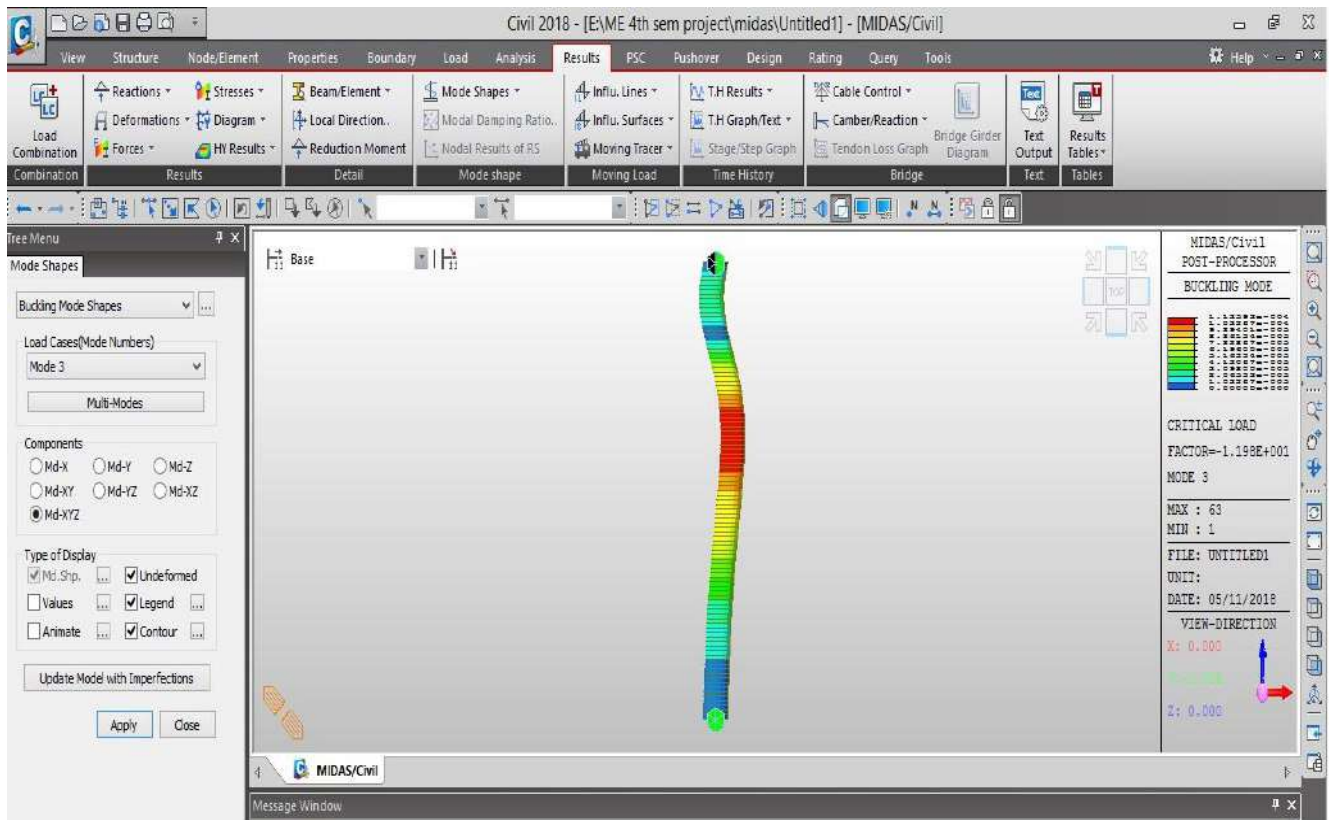 Civil 2018 - [E:\ME 4th sem project\midas\Untitled1] - [MIDAS/Civil]
View Structure Node/Element Properties Boundary Load Analysis Results PSC Pushover Design Rating Query Tools Help
Load Combination
Reactions
Deformations
Forces
Stresses
Diagram
HY Results
Beam/Element
Local Direction..
Reduction Moment
Mode Shapes
Modal Damping Ratio..
Nodal Results of RS
Influ. Lines
Influ. Surfaces
Moving Tracer
T.H Results
T.H Graph/Text
Stage/Step Graph
Cable Control
Camber/Reaction
Tendon Loss Graph
Bridge Girder Diagram
Text Output
Results Tables
Combination Results Detail Mode shape Moving Load Time History Bridge Text Tables
Tree Menu
Mode Shapes
Buckling Mode Shapes
...
Load Cases(Mode Numbers)
Mode 3
Multi-Modes
Components
Md-X Md-Y Md-Z
Md-XY Md-YZ Md-XZ
Md-XYZ
Type of Display
Md.Shp. ... Undeformed
Values ... Legend ...
Animate ... Contour ...
Update Model with Imperfections
Apply Close
Base
TOP
MIDAS/Civil
POST-PROCESSOR
BUCKLING MODE
CRITICAL LOAD
FACTOR=-1.198E+001
MODE 3
MAX : 63
MIN : 1
FILE: UNTITLED1
UNIT:
DATE: 05/11/2018
VIEW-DIRECTION
X: 0.000
Z: 0.000
MIDAS/Civil
Message Window